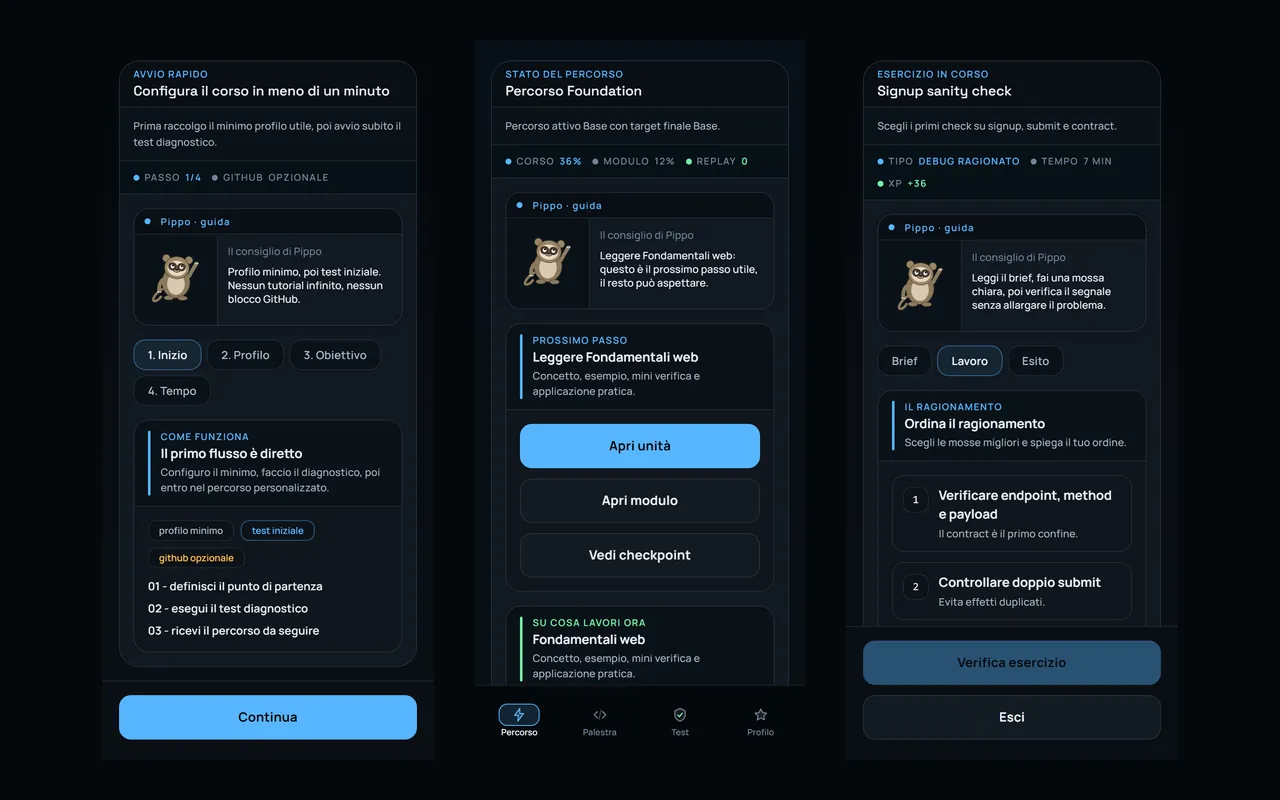 AVVIO RAPIDO
Configura il corso in meno di un minuto
Prima raccolgo il minimo profilo utile, poi avvio subito il
test diagnostico.
PASSO 1/4 GITHUB OPZIONALE
Pippo · guida
Il consiglio di Pippo
Profilo minimo, poi test iniziale.
Nessun tutorial infinito, nessun
blocco GitHub.
1. Inizio
2. Profilo
3. Obiettivo
4. Tempo
COME FUNZIONA
Il primo flusso è diretto
Configuro il minimo, faccio il diagnostico, poi
entro nel percorso personalizzato.
profilo minimo
test iniziale
github opzionale
01 - definisci il punto di partenza
02 - esegui il test diagnostico
03 - ricevi il percorso da seguire
Continua
STATO DEL PERCORSO
Percorso Foundation
Percorso attivo Base con target finale Base.
CORSO 36% MODULO 12% REPLAY 0
Pippo · guida
Il consiglio di Pippo
Leggere Fondamentali web:
questo è il prossimo passo utile,
il resto può aspettare.
PROSSIMO PASSO
Leggere Fondamentali web
Concetto, esempio, mini verifica e
applicazione pratica.
Apri unità
Apri modulo
Vedi checkpoint
SU COSA LAVORI ORA
Fondamentali web
Concetto, esempio, mini verifica e
applicazione pratica.
Percorso
Palestra
Test
Profilo
ESERCIZIO IN CORSO
Signup sanity check
Scegli i primi check su signup, submit e contract.
TIPO DEBUG RAGIONATO TEMPO 7 MIN
XP +36
Pippo · guida
Il consiglio di Pippo
Leggi il brief, fai una mossa
chiara, poi verifica il segnale
senza allargare il problema.
Brief
Lavoro
Esito
IL RAGIONAMENTO
Ordina il ragionamento
Scegli le mosse migliori e spiega il tuo ordine.
1
Verificare endpoint, method
e payload
Il contract è il primo confine.
2
Controllare doppio submit
Evita effetti duplicati.
Verifica esercizio
Esci